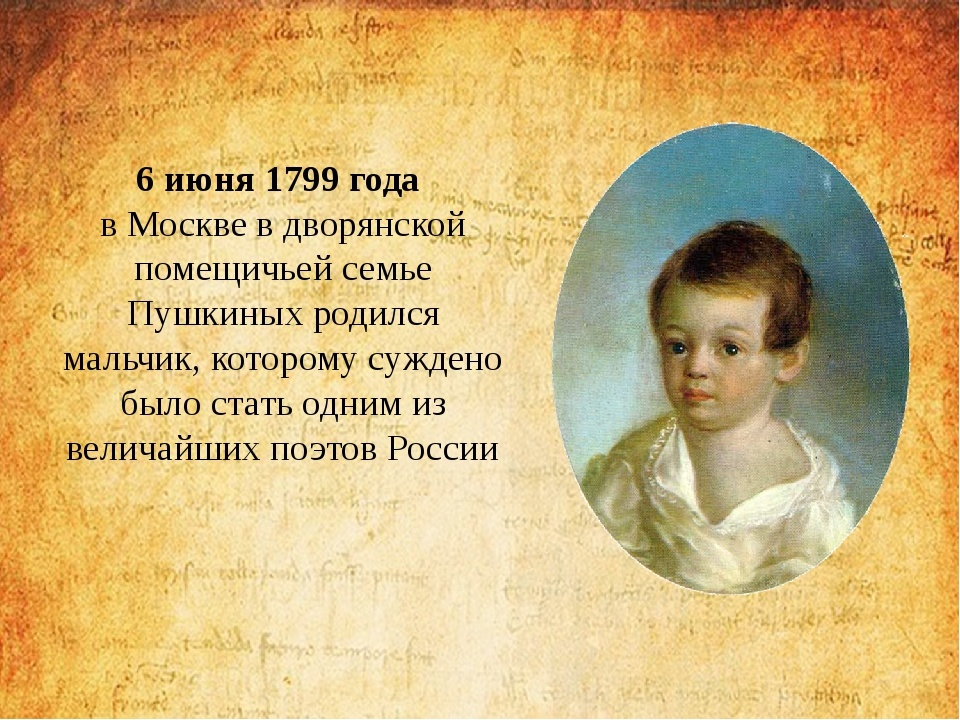 6 июня 1799 года
в Москве в дворянской
помещичьей семье
Пушкиных родился
мальчик, которому суждено
было стать одним из
величайших поэтов России